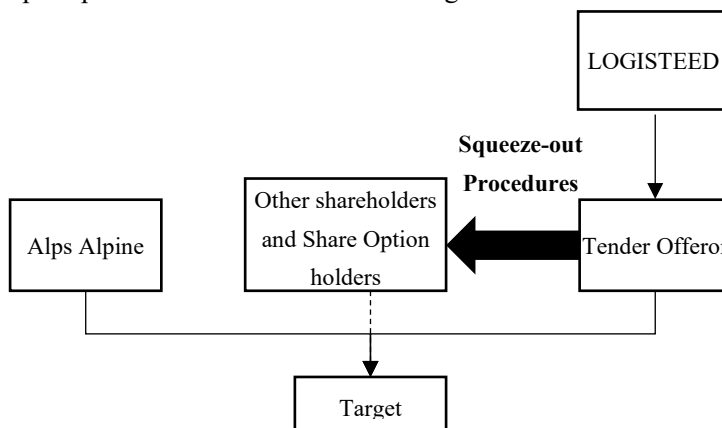 LOGISTEED
Squeeze-out
Procedures
Other shareholders
and Share Option
holders
Alps Alpine
Tender Offeror
Target